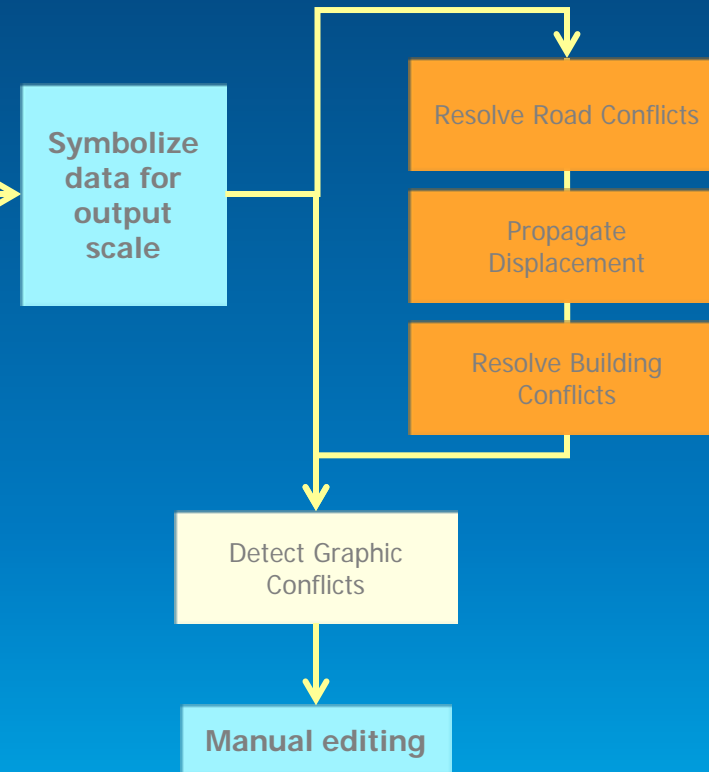 Symbolize
data for
output
scale
Resolve Road Conflicts
Propagate
Displacement
Resolve Building
Conflicts
Detect Graphic
Conflicts
Manual editing